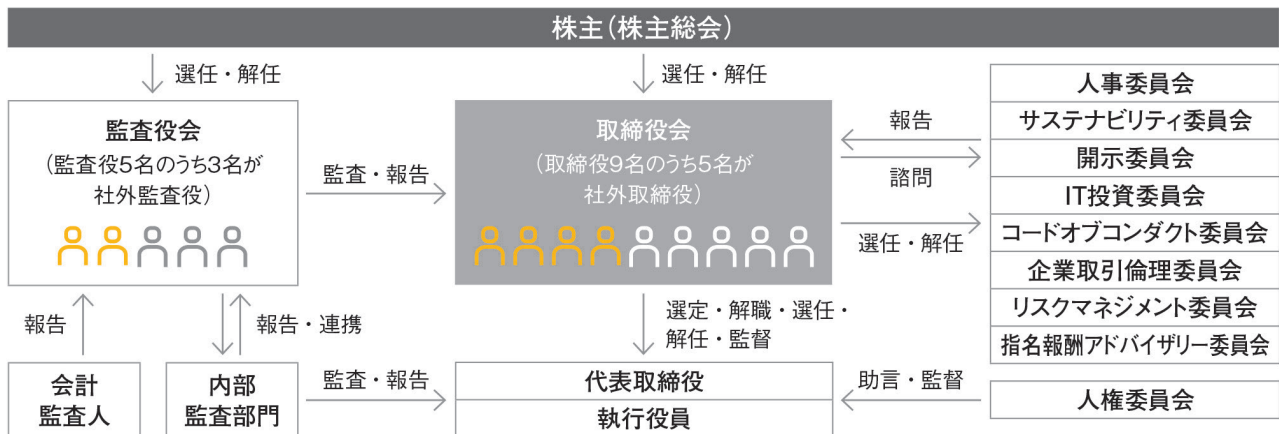 株主（株主総会）
選任・解任
選任・解任
監査役会
（監査役5名のうち3名が
社外監査役）
監査・報告
取締役会
（取締役9名のうち5名が
社外取締役）
報告
諮問
選任・解任
人事委員会
サステナビリティ委員会
開示委員会
IT投資委員会
コードオブコンダクト委員会
企業取引倫理委員会
リスクマネジメント委員会
指名報酬アドバイザリー委員会
報告
報告・連携
選定・解職・選任・
解任・監督
会計
監査人
内部
監査部門
監査・報告
代表取締役
執行役員
助言・監督
人権委員会